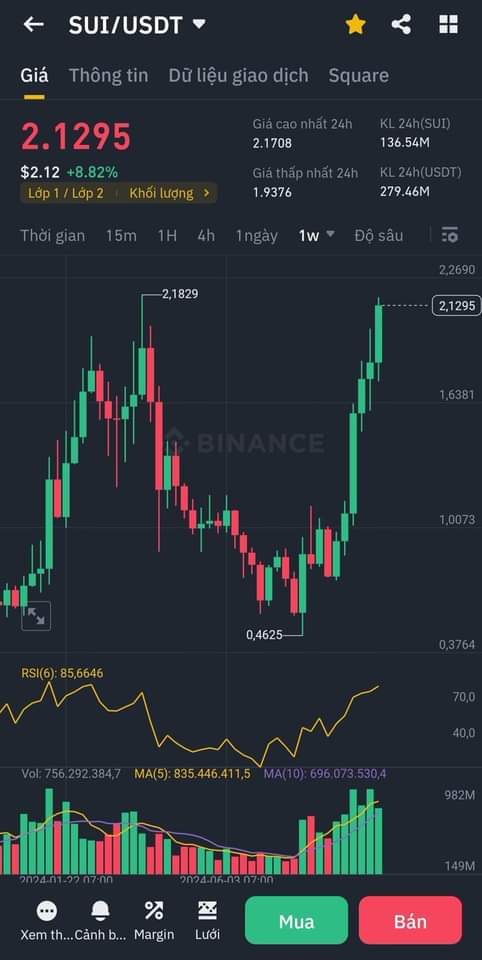 SUI/USDT
Giá Thông tin Dữ liệu giao dịch Square
2.1295
$2.12 +8.82%
Lớp 1 / Lớp 2 Khối lượng >
Giá cao nhất 24h KL 24h(SUI)
2.1708 136.54M
Giá thấp nhất 24h KL 24h(USDT)
1.9376 279.46M
Thời gian 15m 1H 4h 1ngày 1w Độ sâu
2,2690
2,1829
2,1295
1,6381
BINANCE
1,0073
0,4625
0,3764
RSI(6): 85,6646
70,0
40,0
Vol: 756.292.384,7 MA(5): 835.446.411,5 MA(10): 696.073.530,4
982M
149M
2024-01-22 07:00 2024-06-03 07:00
Xem th... Cảnh b... Margin Lưới Mua Bán